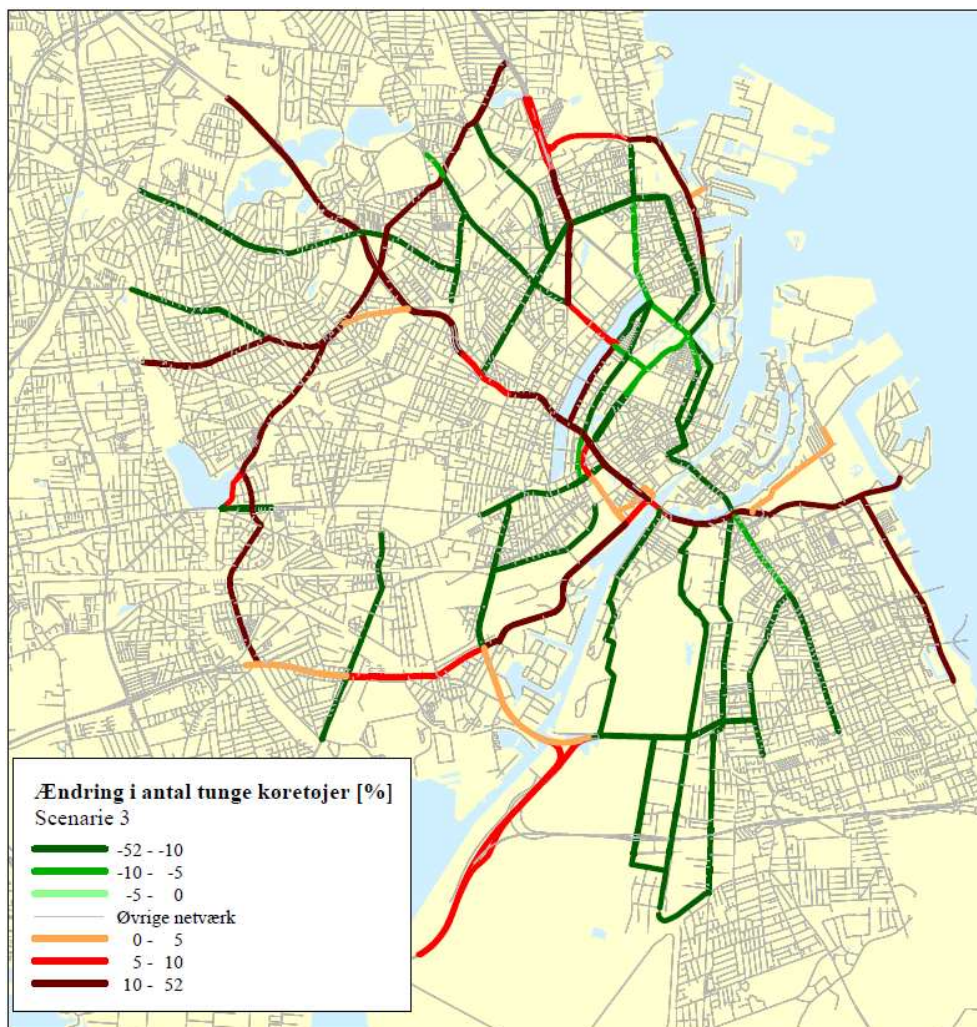 Ændring i antal tunge køretøjer [%]
Scenarie 3
-52 - -10
-10 - -5
-5 - 0
Øvrige netværk
0 - 5
5 - 10
10 - 52